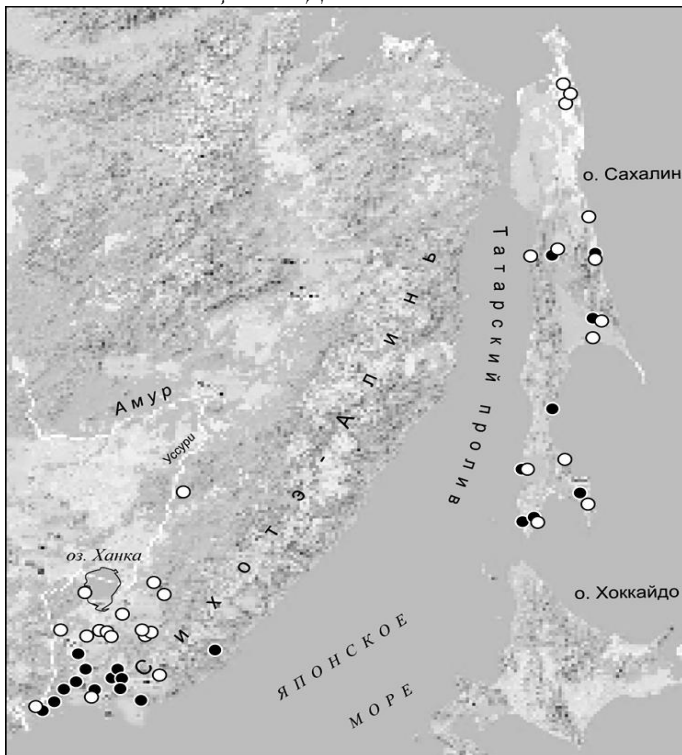 о. Сахалин
Татарский пролив
Амур
Уссури
Сихотэ-Алинь
оз. Ханка
о. Хоккайдо
ЯПОНСКОЕ
МОРЕ